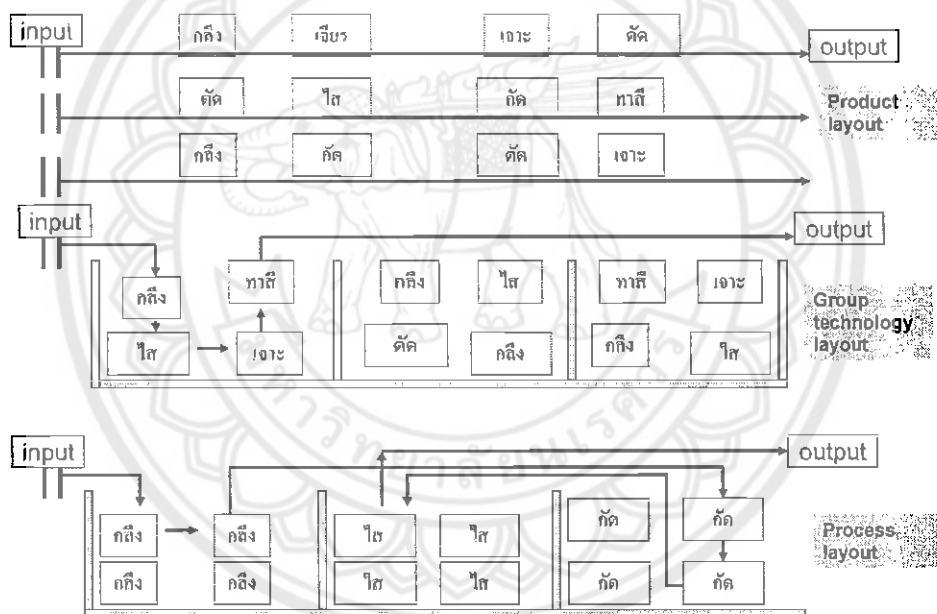 input
กลึง เจียร เจาะ ดัด
output
ตัด ไส กัด ทาสี
Product layout
กลึง กัด ดัด เจาะ
input
output
กลึง ทาสี กลึง ไส ทาสี เจาะ
Group technology layout
ไส เจาะ ดัด กลึง กลึง ไส
input
output
กลึง กลึง ไส ไส กัด กัด
Process layout
กลึง กลึง ไส ไส กัด กัด